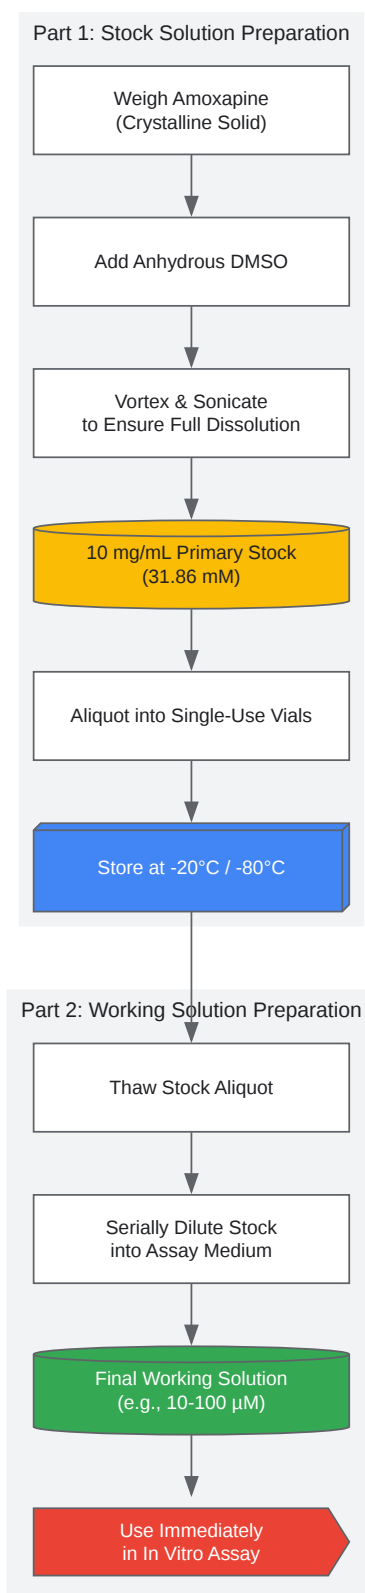 Part 1: Stock Solution Preparation
Weigh Amoxapine
(Crystalline Solid)
Add Anhydrous DMSO
Vortex & Sonicate
to Ensure Full Dissolution
10 mg/mL Primary Stock
(31.86 mM)
Aliquot into Single-Use Vials
Store at -20°C / -80°C
Part 2: Working Solution Preparation
Thaw Stock Aliquot
Serially Dilute Stock
into Assay Medium
Final Working Solution
(e.g., 10-100 µM)
Use Immediately
in In Vitro Assay